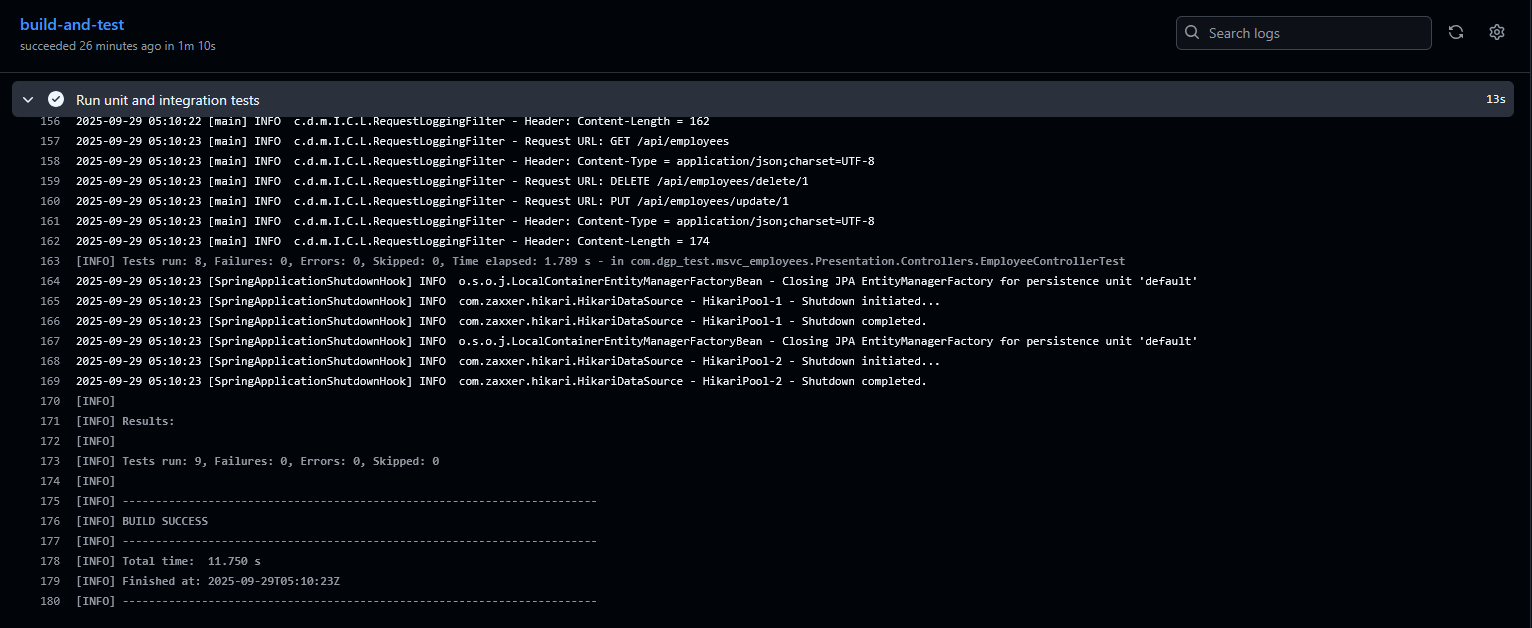 build-and-test
succeeded 26 minutes ago in 1m 10s
Search logs
Run unit and integration tests
13s
156 2025-09-29 05:10:22 [main] INFO  c.d.m.I.C.L.RequestLoggingFilter - Header: Content-Length = 162
157 2025-09-29 05:10:23 [main] INFO  c.d.m.I.C.L.RequestLoggingFilter - Request URL: GET /api/employees
158 2025-09-29 05:10:23 [main] INFO  c.d.m.I.C.L.RequestLoggingFilter - Header: Content-Type = application/json;charset=UTF-8
159 2025-09-29 05:10:23 [main] INFO  c.d.m.I.C.L.RequestLoggingFilter - Request URL: DELETE /api/employees/delete/1
160 2025-09-29 05:10:23 [main] INFO  c.d.m.I.C.L.RequestLoggingFilter - Request URL: PUT /api/employees/update/1
161 2025-09-29 05:10:23 [main] INFO  c.d.m.I.C.L.RequestLoggingFilter - Header: Content-Type = application/json;charset=UTF-8
162 2025-09-29 05:10:23 [main] INFO  c.d.m.I.C.L.RequestLoggingFilter - Header: Content-Length = 174
163 [INFO] Tests run: 8, Failures: 0, Errors: 0, Skipped: 0, Time elapsed: 1.789 s - in com.dgp_test.msvc_employees.Presentation.Controllers.EmployeeControllerTest
164 2025-09-29 05:10:23 [SpringApplicationShutdownHook] INFO  o.s.o.j.LocalContainerEntityManagerFactoryBean - Closing JPA EntityManagerFactory for persistence unit 'default'
165 2025-09-29 05:10:23 [SpringApplicationShutdownHook] INFO  com.zaxxer.hikari.HikariDataSource - HikariPool-1 - Shutdown initiated...
166 2025-09-29 05:10:23 [SpringApplicationShutdownHook] INFO  com.zaxxer.hikari.HikariDataSource - HikariPool-1 - Shutdown completed.
167 2025-09-29 05:10:23 [SpringApplicationShutdownHook] INFO  o.s.o.j.LocalContainerEntityManagerFactoryBean - Closing JPA EntityManagerFactory for persistence unit 'default'
168 2025-09-29 05:10:23 [SpringApplicationShutdownHook] INFO  com.zaxxer.hikari.HikariDataSource - HikariPool-2 - Shutdown initiated...
169 2025-09-29 05:10:23 [SpringApplicationShutdownHook] INFO  com.zaxxer.hikari.HikariDataSource - HikariPool-2 - Shutdown completed.
170 [INFO]
171 [INFO] Results:
172 [INFO]
173 [INFO] Tests run: 9, Failures: 0, Errors: 0, Skipped: 0
174 [INFO]
175 [INFO] ------------------------------------------------------------------------
176 [INFO] BUILD SUCCESS
177 [INFO] ------------------------------------------------------------------------
178 [INFO] Total time:  11.750 s
179 [INFO] Finished at: 2025-09-29T05:10:23Z
180 [INFO] ------------------------------------------------------------------------